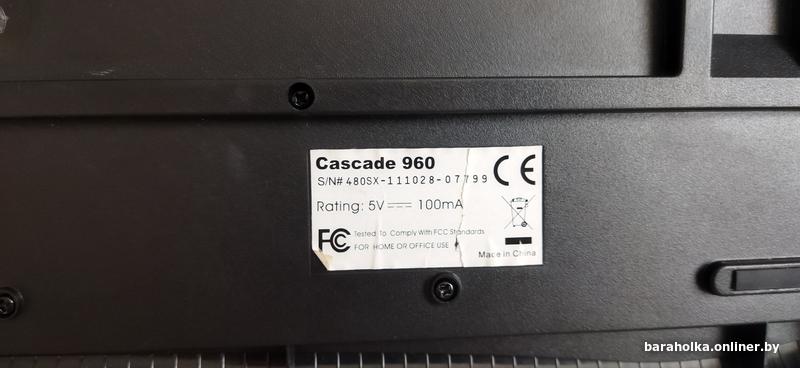 Cascade 960
S/N# 480SX-111028-07799
Rating: 5V 100mA
FC Tested To Comply With FCC Standards
FOR HOME OR OFFICE USE
CE
Made in China
baraholka.onliner.by